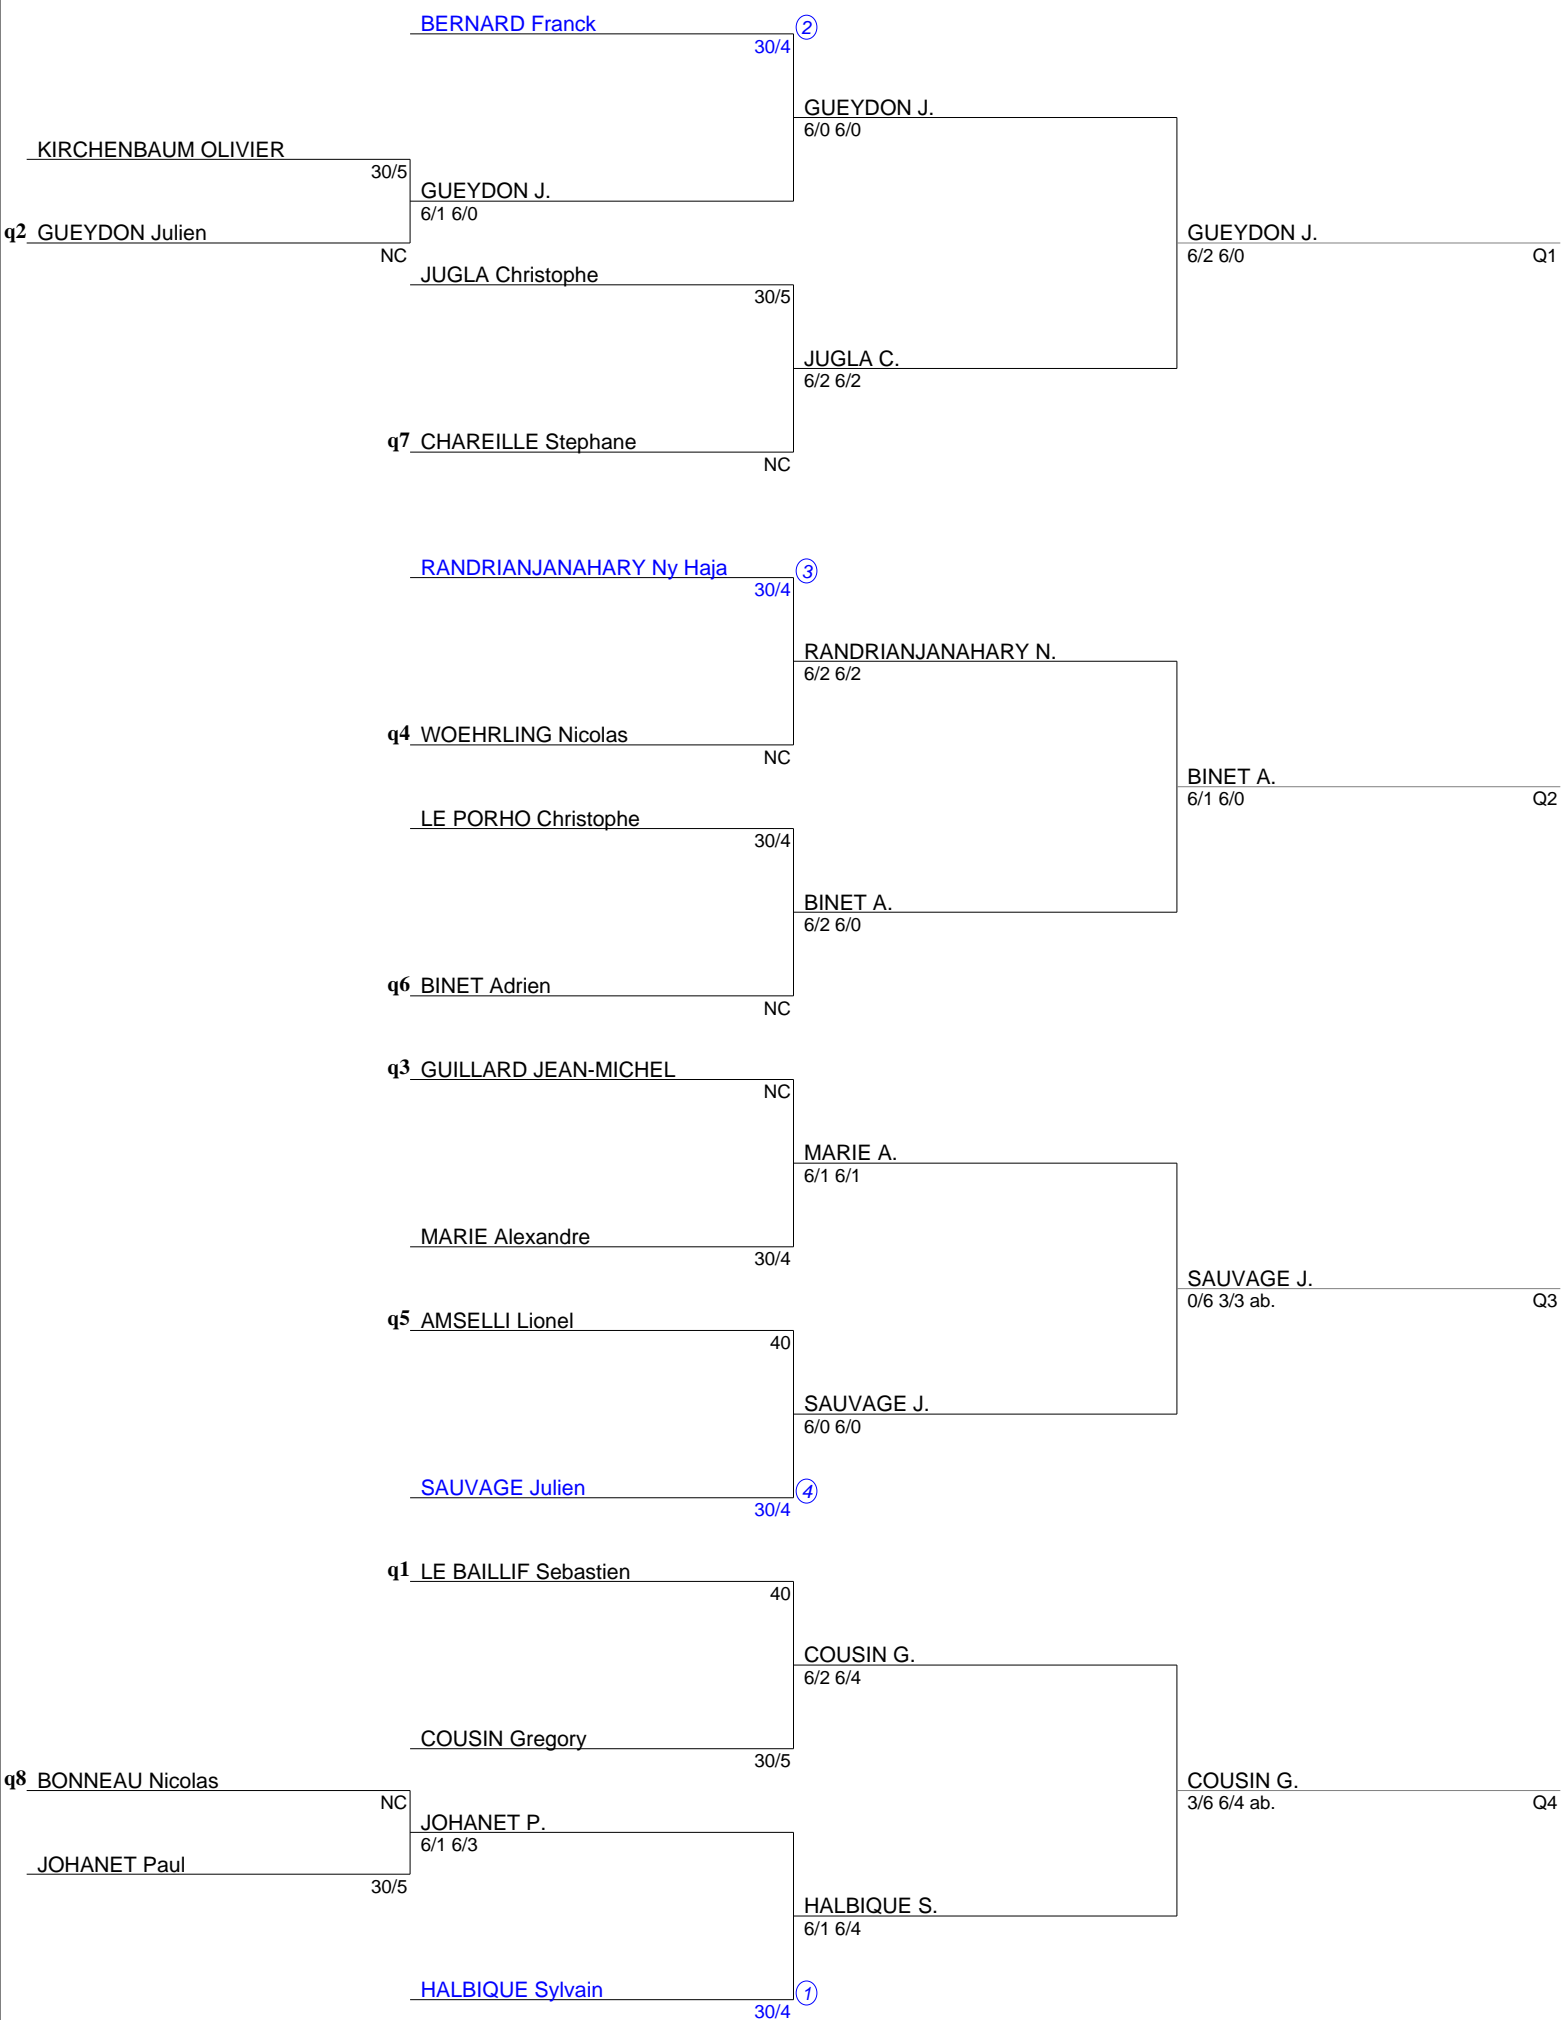 BERNARD Franck
2
30/4
GUEYDON J.
6/0 6/0
KIRCHENBAUM OLIVIER
30/5
GUEYDON J.
6/1 6/0
q2 GUEYDON Julien
NC
GUEYDON J.
6/2 6/0
Q1
JUGLA Christophe
30/5
JUGLA C.
6/2 6/2
q7 CHAREILLE Stephane
NC
RANDRIANJANAHARY Ny Haja
3
30/4
RANDRIANJANAHARY N.
6/2 6/2
q4 WOEHRLING Nicolas
NC
BINET A.
6/1 6/0
Q2
LE PORHO Christophe
30/4
BINET A.
6/2 6/0
q6 BINET Adrien
NC
q3 GUILLARD JEAN-MICHEL
NC
MARIE A.
6/1 6/1
MARIE Alexandre
30/4
SAUVAGE J.
0/6 3/3 ab.
Q3
q5 AMSELLI Lionel
40
SAUVAGE J.
6/0 6/0
SAUVAGE Julien
4
30/4
q1 LE BAILLIF Sebastien
40
COUSIN G.
6/2 6/4
COUSIN Gregory
30/5
q8 BONNEAU Nicolas
NC
COUSIN G.
3/6 6/4 ab.
Q4
JOHANET P.
6/1 6/3
JOHANET Paul
30/5
HALBIQUE S.
6/1 6/4
HALBIQUE Sylvain
1
30/4